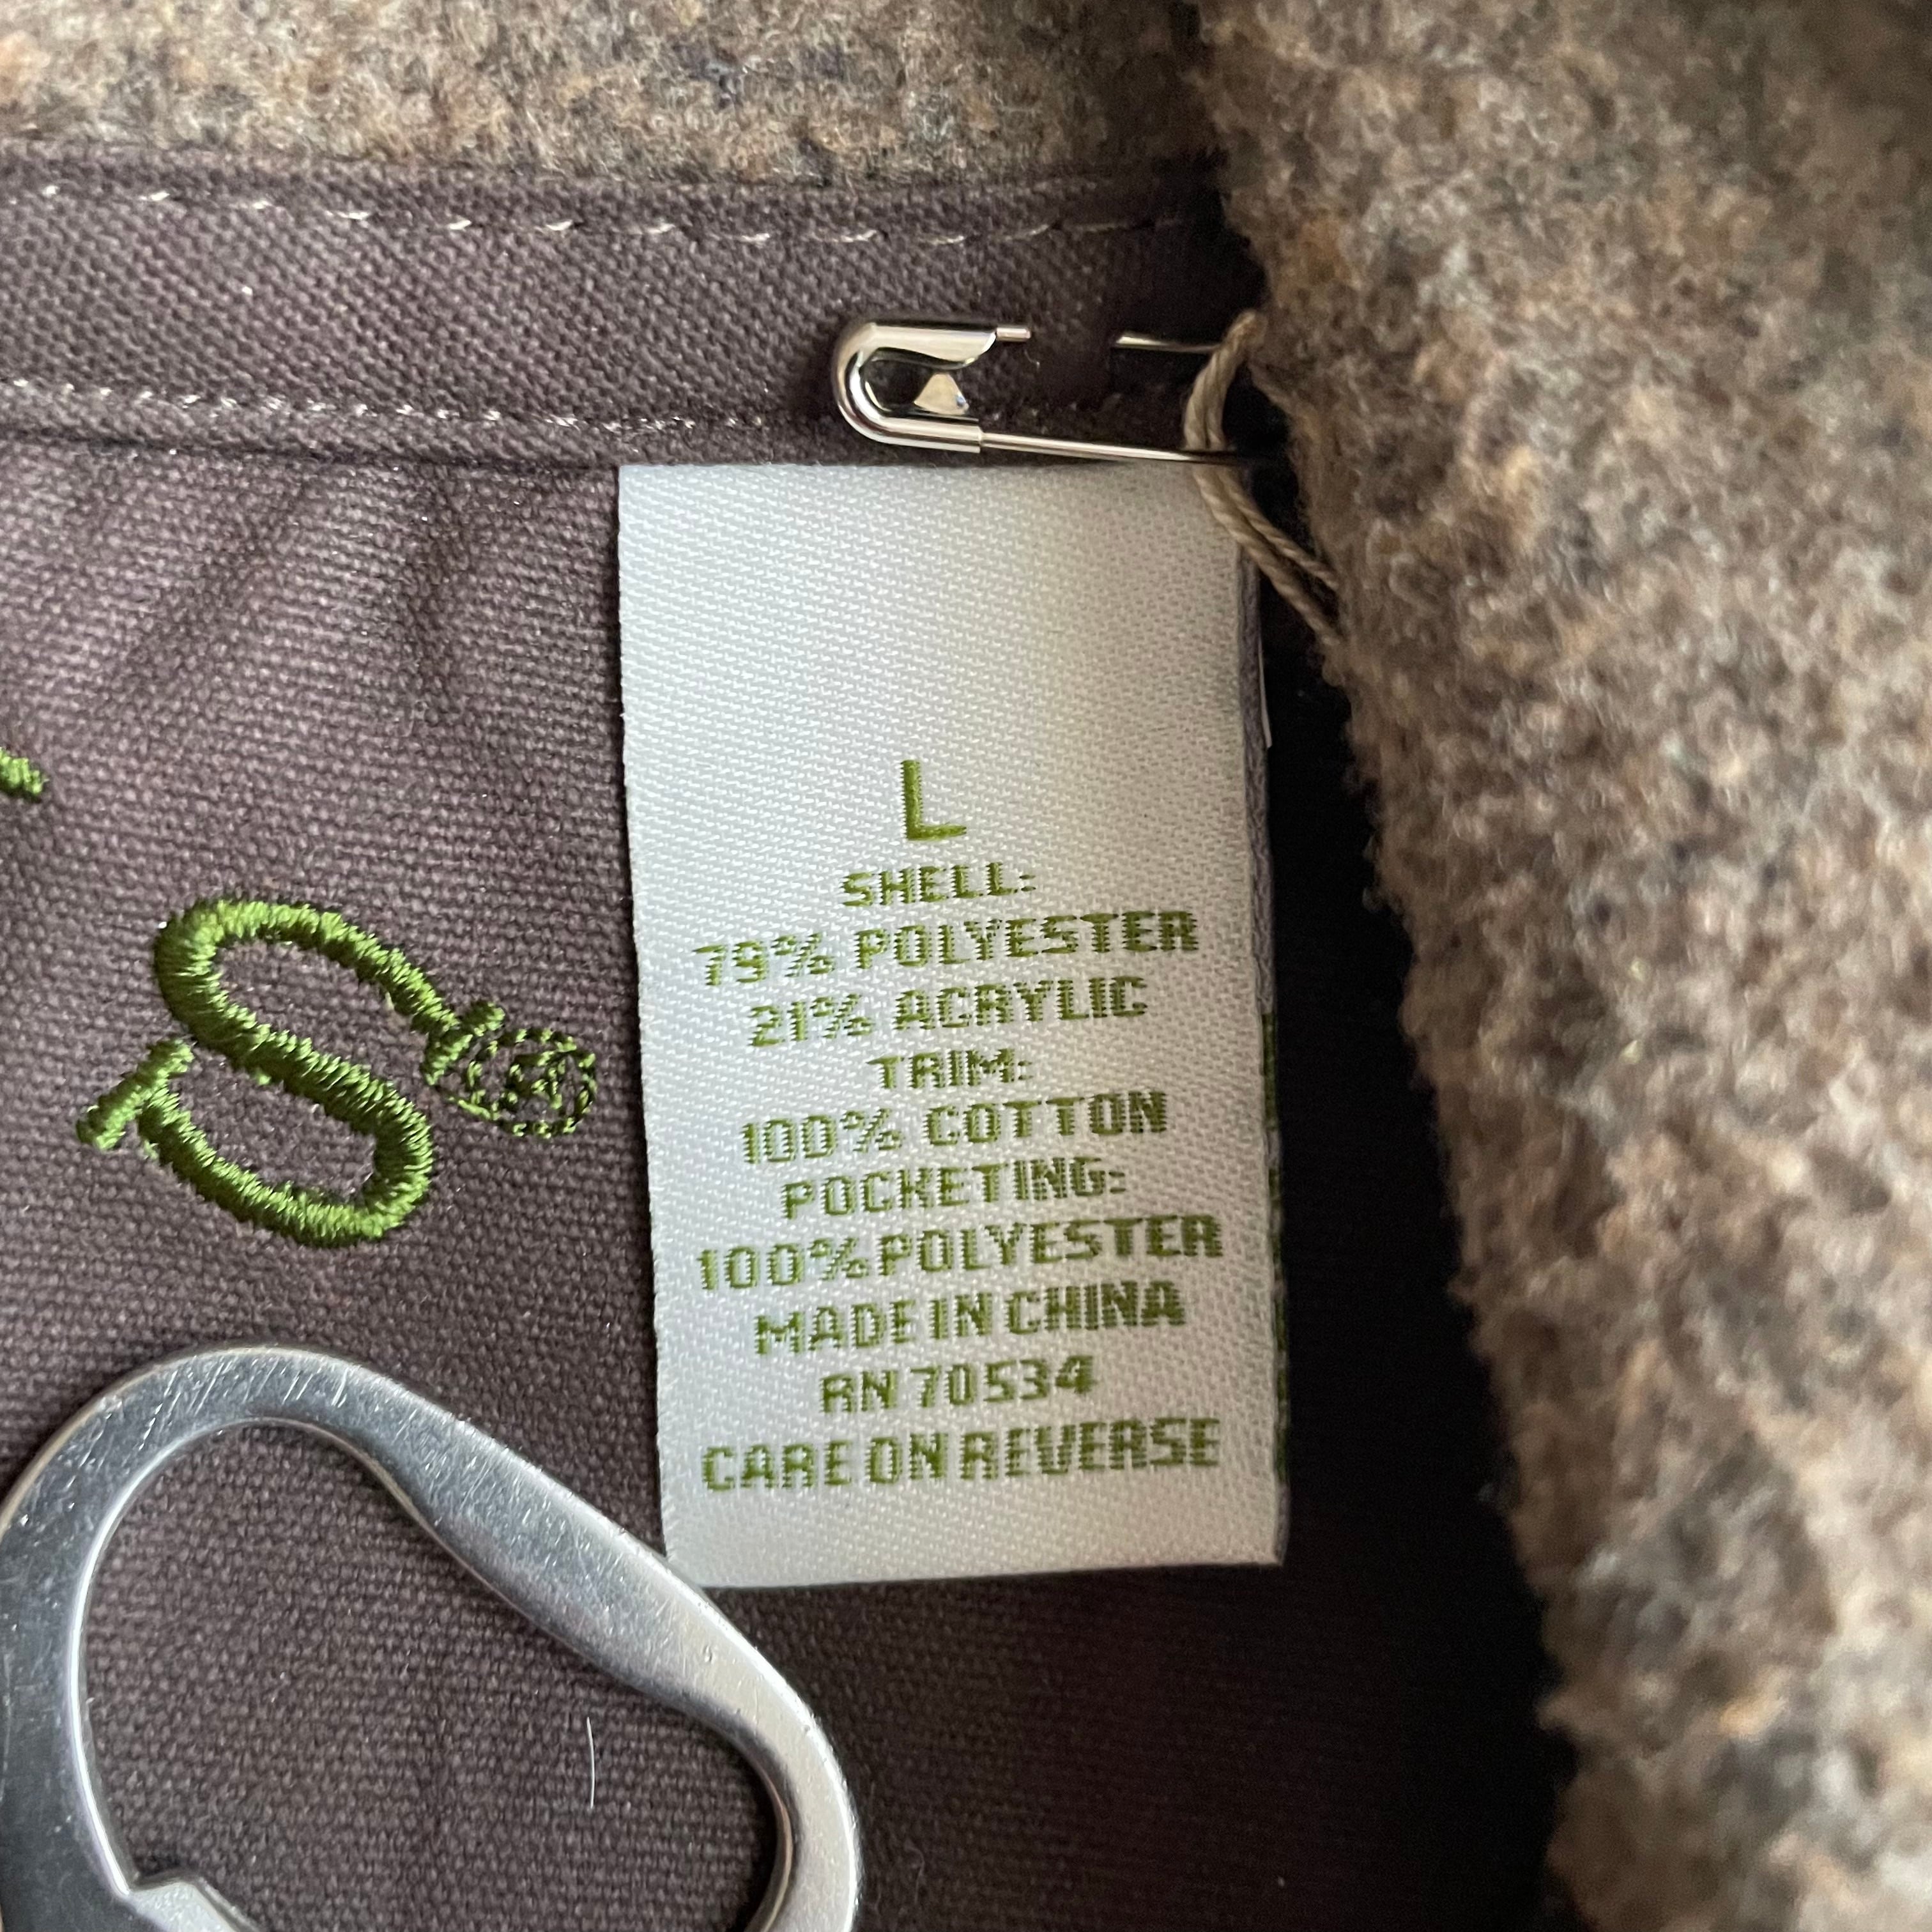 L
SHELL:
79% POLYESTER
21% ACRYLIC
TRIM:
100% COTTON
POCKETING:
100% POLYESTER
MADE IN CHINA
RN 70534
CARE ON REVERSE